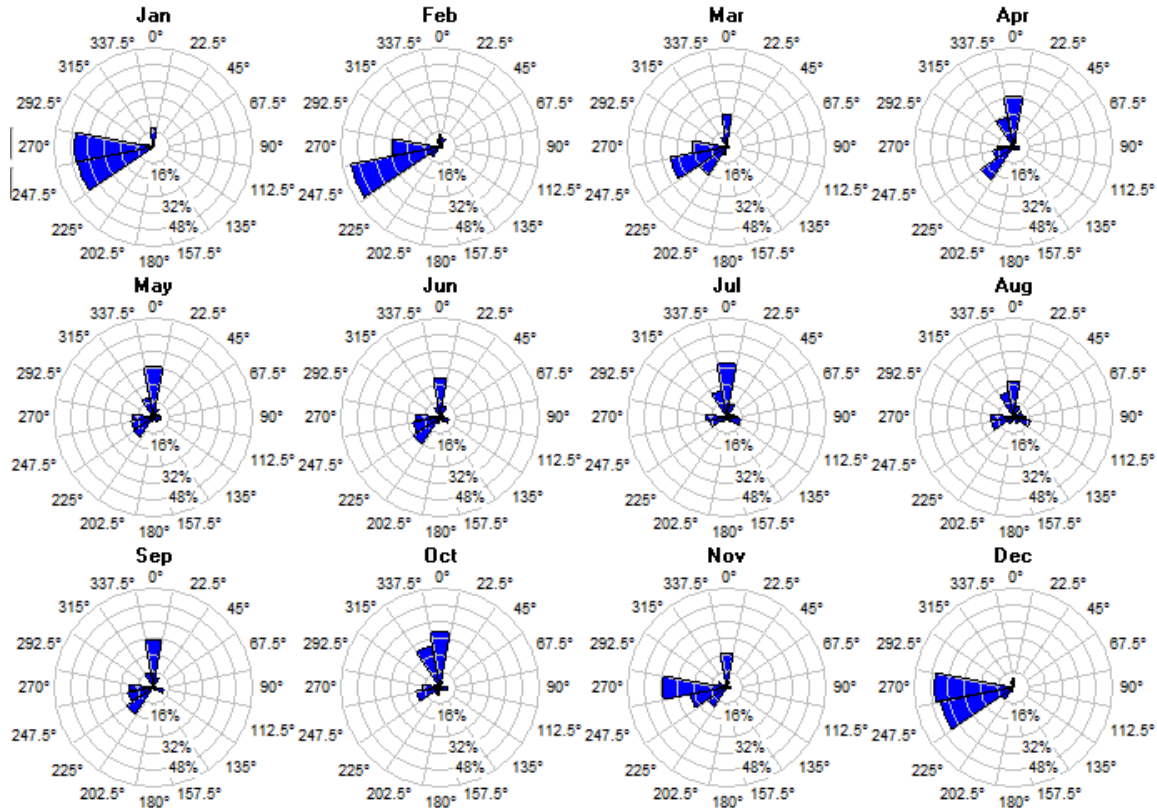 Jan Feb Mar Apr
0° 0° 0° 0°
337.5° 22.5° 337.5° 22.5° 337.5° 22.5° 337.5° 22.5°
315° 45° 315° 45° 315° 45° 315° 45°
292.5° 67.5° 292.5° 67.5° 292.5° 67.5° 292.5° 67.5°
270° 90° 270° 90° 270° 90° 270° 90°
16% 16% 16% 16%
247.5° 112.5° 247.5° 112.5° 247.5° 112.5° 247.5° 112.5°
32% 32% 32% 32%
225° 48% 135° 225° 48% 135° 225° 48% 135° 225° 48% 135°
202.5° 157.5° 202.5° 157.5° 202.5° 157.5° 202.5° 157.5°
180° 180° 180° 180°
May Jun Jul Aug
0° 0° 0° 0°
337.5° 22.5° 337.5° 22.5° 337.5° 22.5° 337.5° 22.5°
315° 45° 315° 45° 315° 45° 315° 45°
292.5° 67.5° 292.5° 67.5° 292.5° 67.5° 292.5° 67.5°
270° 90° 270° 90° 270° 90° 270° 90°
16% 16% 16% 16%
247.5° 112.5° 247.5° 112.5° 247.5° 112.5° 247.5° 112.5°
32% 32% 32% 32%
225° 48% 135° 225° 48% 135° 225° 48% 135° 225° 48% 135°
202.5° 157.5° 202.5° 157.5° 202.5° 157.5° 202.5° 157.5°
180° 180° 180° 180°
Sep Oct Nov Dec
0° 0° 0° 0°
337.5° 22.5° 337.5° 22.5° 337.5° 22.5° 337.5° 22.5°
315° 45° 315° 45° 315° 45° 315° 45°
292.5° 67.5° 292.5° 67.5° 292.5° 67.5° 292.5° 67.5°
270° 90° 270° 90° 270° 90° 270° 90°
16% 16% 16% 16%
247.5° 112.5° 247.5° 112.5° 247.5° 112.5° 247.5° 112.5°
32% 32% 32% 32%
225° 48% 135° 225° 48% 135° 225° 48% 135° 225° 48% 135°
202.5° 157.5° 202.5° 157.5° 202.5° 157.5° 202.5° 157.5°
180° 180° 180° 180°